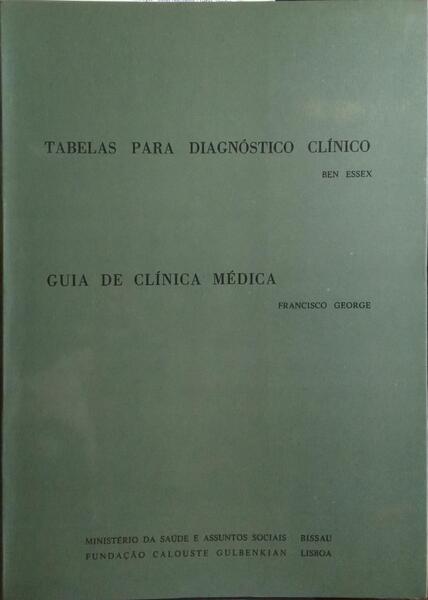 TABELAS PARA DIAGNÓSTICO CLÍNICO
BEN ESSEX
GUIA DE CLÍNICA MÉDICA
FRANCISCO GEORGE
MINISTÉRIO DA SAÚDE E ASSUNTOS SOCIAIS BISSAU
FUNDAÇÃO CALOUSTE GULBENKIAN LISBOA